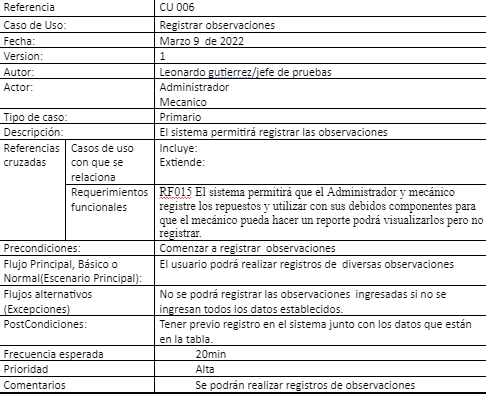 Referencia CU 006
Caso de Uso: Registrar observaciones
Fecha: Marzo 9 de 2022
Version: 1
Autor: Leonardo gutierrez/jefe de pruebas
Actor: Administrador
Mecanico
Tipo de caso: Primario
Descripción: El sistema permitirá registrar las observaciones
Referencias cruzadas
Casos de uso con que se relaciona
Incluye:
Extiende:
Requerimientos funcionales
RF015 El sistema permitirá que el Administrador y mecánico
registre los repuestos y utilizar con sus debidos componentes para
que el mecánico pueda hacer un reporte podrá visualizarlos pero no
registrar.
Precondiciones: Comenzar a registrar observaciones
Flujo Principal, Básico o
Normal(Escenario Principal):
El usuario podrá realizar registros de diversas observaciones
Flujos alternativos
(Excepciones)
No se podrá registrar las observaciones ingresadas si no se
ingresan todos los datos establecidos.
PostCondiciones: Tener previo registro en el sistema junto con los datos que están
en la tabla.
Frecuencia esperada 20min
Prioridad Alta
Comentarios Se podrán realizar registros de observaciones